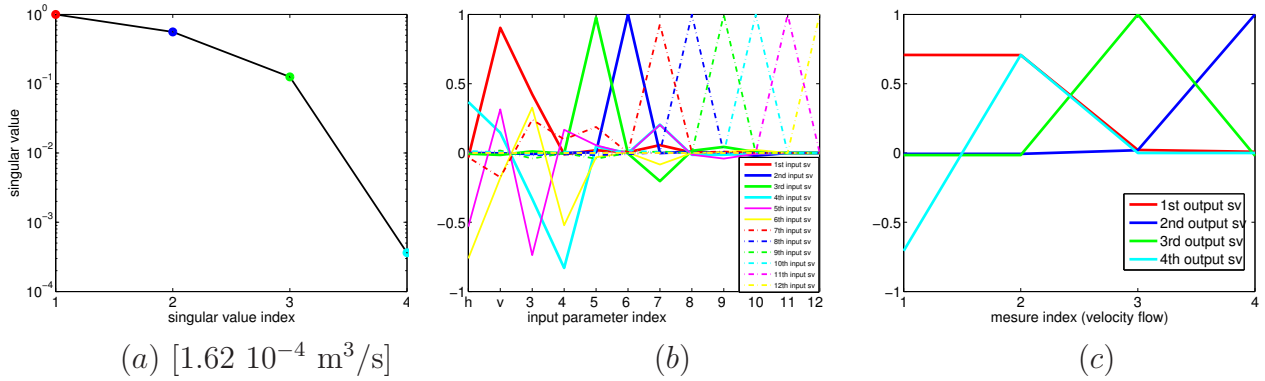 10^0
10^−1
10^−2
10^−3
10^−4
singular value
1 2 3 4
singular value index
(a) [1.62 10^−4 m^3/s]
1
0.5
0
−0.5
−1
h v 3 4 5 6 7 8 9 10 11 12
input parameter index
1st input sv
2nd input sv
3rd input sv
4th input sv
5th input sv
6th input sv
7th input sv
8th input sv
9th input sv
10th input sv
11th input sv
12th input sv
(b)
1
0.5
0
−0.5
−1
1 2 3 4
mesure index (velocity flow)
1st output sv
2nd output sv
3rd output sv
4th output sv
(c)